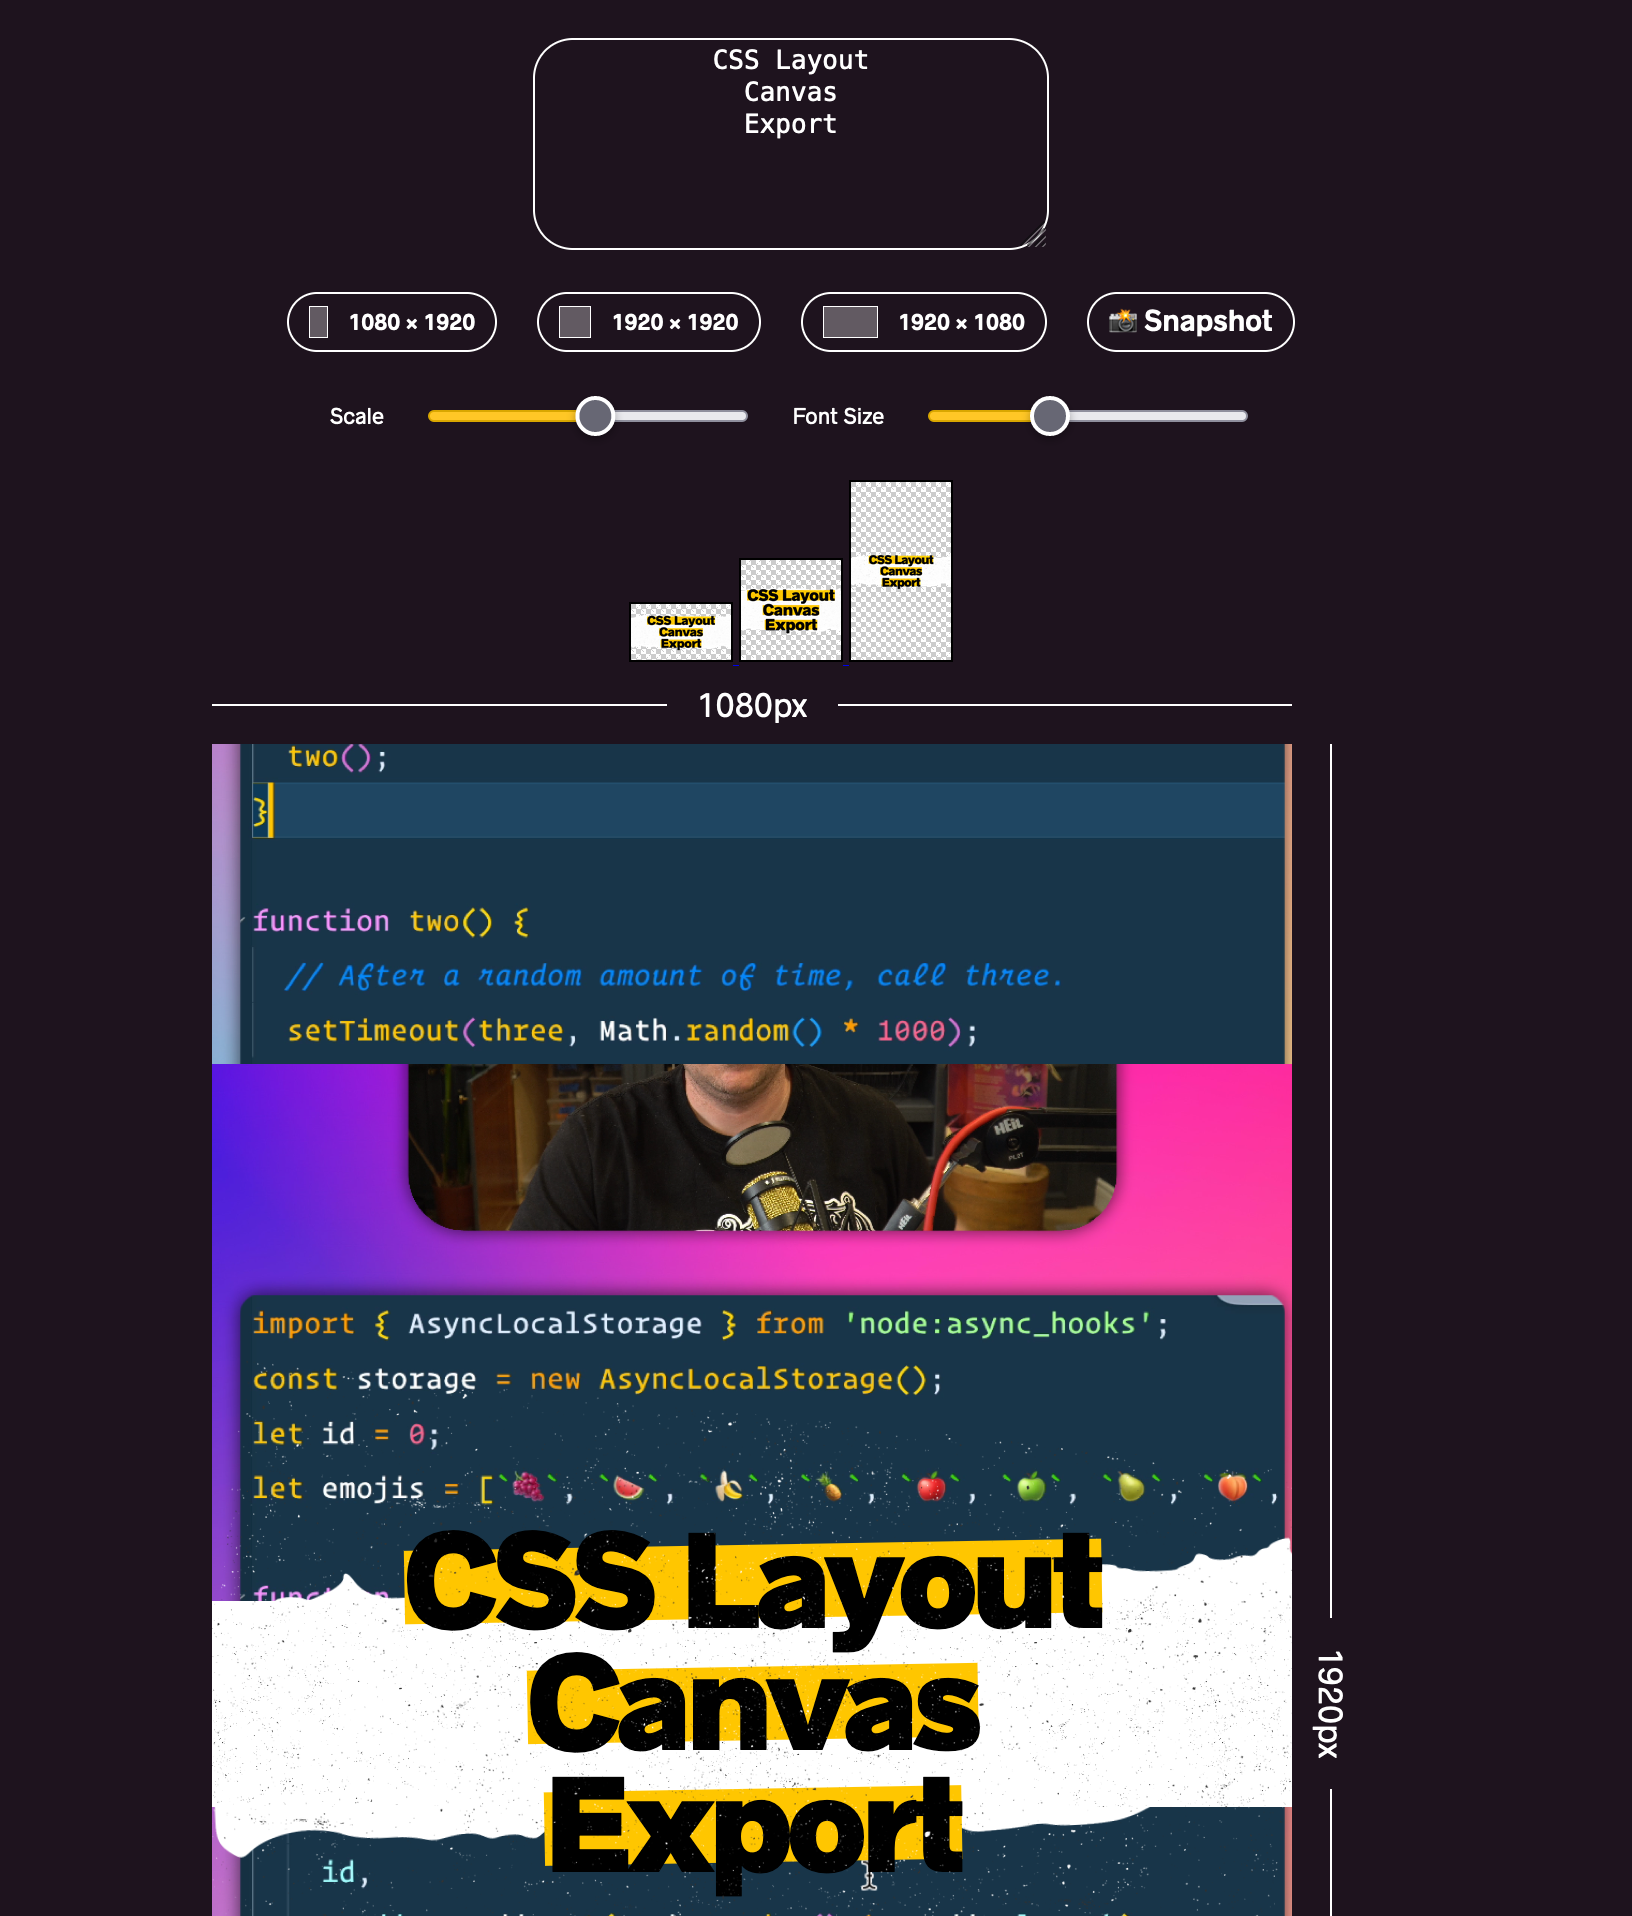 CSS Layout
Canvas
Export
1080 × 1920
1920 × 1920
1920 × 1080
📸 Snapshot
Scale
Font Size
CSS Layout
Canvas
Export
CSS Layout
Canvas
Export
CSS Layout
Canvas
Export
1080px
two();
}
function two() {
// After a random amount of time, call three.
setTimeout(three, Math.random() * 1000);
HEIL
PILOT
HEIL
import { AsyncLocalStorage } from 'node:async_hooks';
const storage = new AsyncLocalStorage();
let id = 0;
let emojis = [`🍇`, `🍉`, `🍌`, `🍍`, `🍎`, `🍏`, `🍐`, `🍑`,
CSS Layout
Canvas
Export
1920px
id,